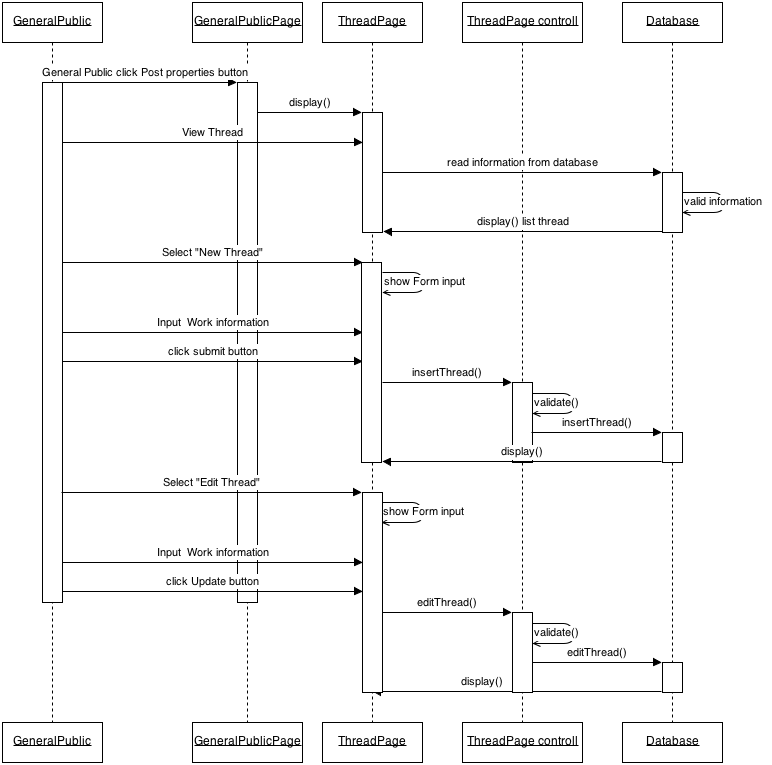 GeneralPublic
GeneralPublicPage
ThreadPage
ThreadPage controll
Database
General Public click Post properties button
display()
View Thread
read information from database
valid information
display() list thread
Select "New Thread"
show Form input
Input  Work information
click submit button
insertThread()
validate()
insertThread()
display()
Select "Edit Thread"
show Form input
Input  Work information
click Update button
editThread()
validate()
editThread()
display()
GeneralPublic
GeneralPublicPage
ThreadPage
ThreadPage controll
Database